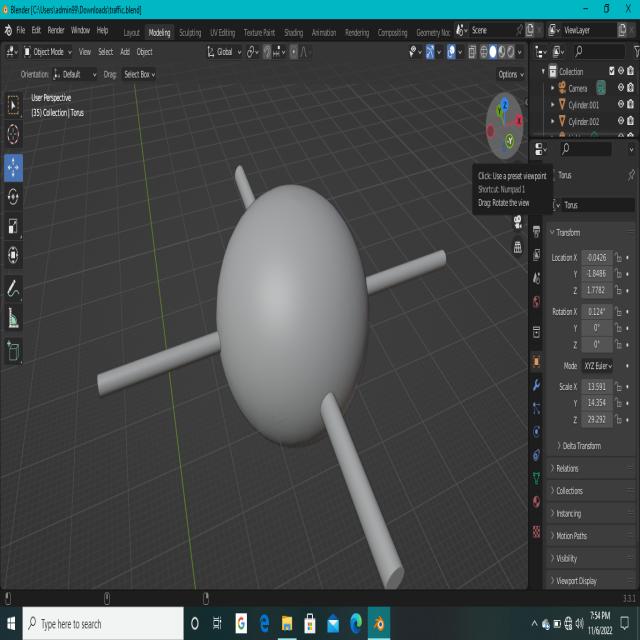 Blender [C:\Users\admin99\Downloads\traffic.blend]
File Edit Render Window Help Layout Modeling Sculpting UV Editing Texture Paint Shading Animation Rendering Compositing Geometry Noc Scene ViewLayer
Object Mode View Select Add Object Global
Orientation: Default Drag: Select Box Options
User Perspective
(35) Collection | Torus
Collection
Camera
Cylinder.001
Cylinder.002
Z
Y
X
-Y
Click: Use a preset viewpoint
Shortcut: Numpad 1
Drag: Rotate the view
Torus
Torus
Transform
Location X -0.0426
Y -1.8486
Z 1.7782
Rotation X 0.124°
Y 0°
Z 0°
Mode XYZ Euler
Scale X 13.591
Y 14.354
Z 29.292
Delta Transform
Relations
Collections
Instancing
Motion Paths
Visibility
Viewport Display
3.3.1
Type here to search
7:54 PM
11/6/2022